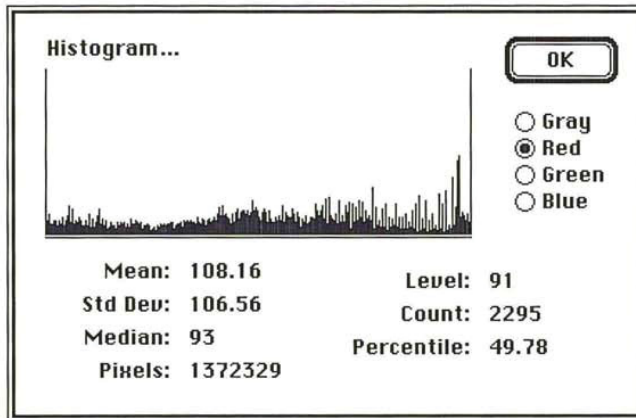 Histogram...
OK
Gray
Red
Green
Blue
Mean: 108.16
Std Dev: 106.56
Median: 93
Pixels: 1372329
Level: 91
Count: 2295
Percentile: 49.78